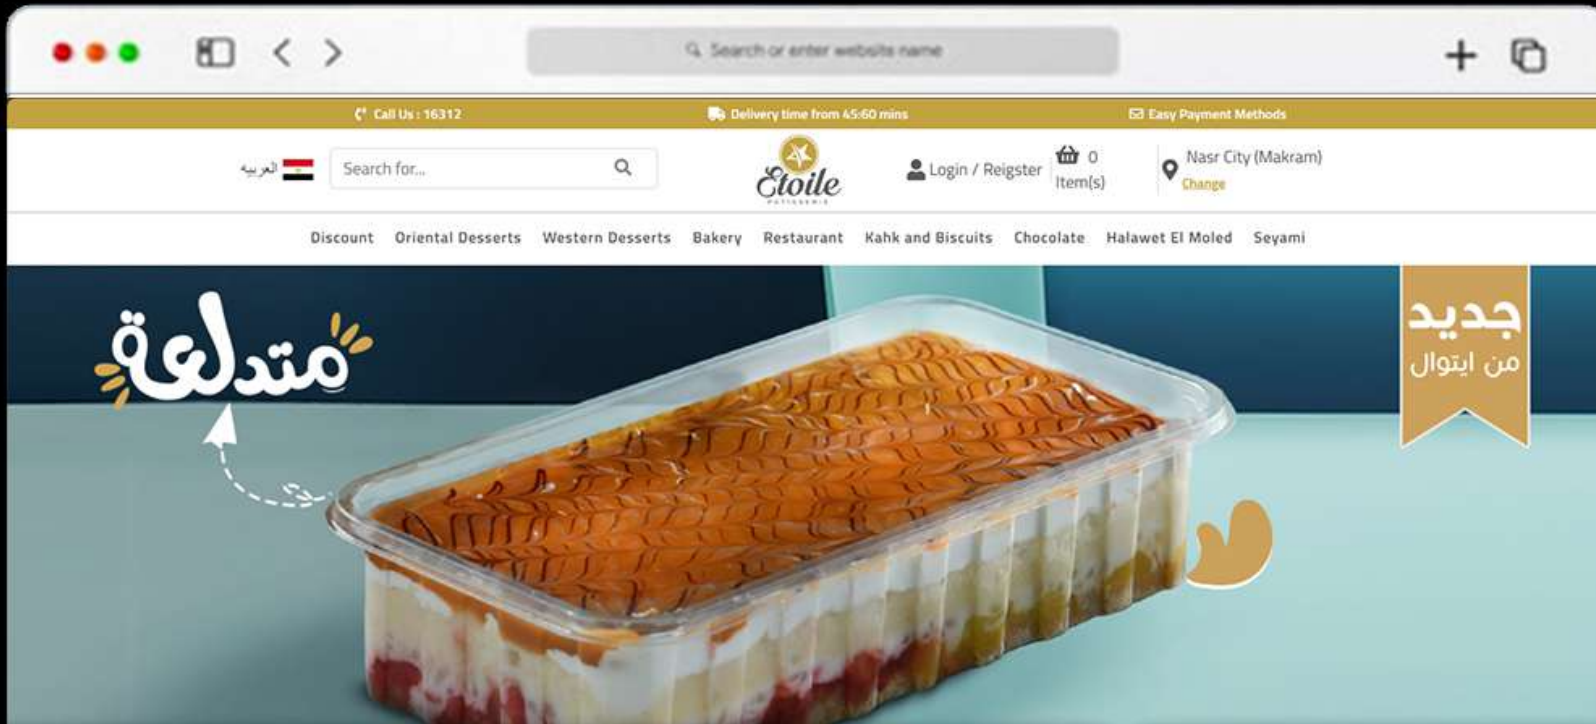 Search or enter website name
Call Us : 16312
Delivery time from 45:60 mins
Easy Payment Methods
العربيه
Search for...
Etoile
PATISSERIE
Login / Reigster
0
Item(s)
Nasr City (Makram)
Change
Discount Oriental Desserts Western Desserts Bakery Restaurant Kahk and Biscuits Chocolate Halawet El Moled Seyami
متدلعة
جديد
من ايتوال